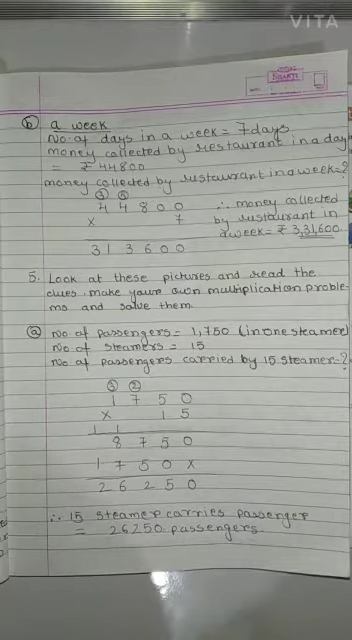 VITA
BHARTI
(b) a week
No. of days in a week = 7 days
money collected by restaurant in a day
= ₹ 44800
money collected by restaurant in a week = ?
4 4 8 0 0
x 7
3 1 3 6 0 0
∴ money collected
by restaurant in
a week = ₹ 3,31,600
5. Look at these pictures and read the
clues. make your own multiplication proble-
ms and solve them.
(a) No of passengers = 1,750 (in one steamer)
No of steamers = 15
No of passengers carried by 15 steamer = ?
③ ②
1 7 5 0
x 1 5
1 1
8 7 5 0
1 7 5 0 x
2 6 2 5 0
∴ 15 steamer carries passenger
= 26250 passengers